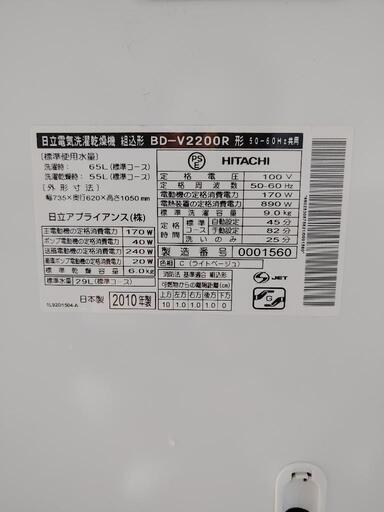 日立電気洗濯乾燥機 組込形 BD-V2200R 形 50-60Hz共用
〔標準使用水量〕
洗濯時: 65L(標準コース)
洗濯乾燥時: 55L(標準コース)
〔外形寸法〕
幅735×奥行620×高さ1050mm
日立アプライアンス(株)
主電動機の定格消費電力 170W
ポンプ電動機の定格消費電力 40W
送風電動機の定格消費電力 240W
循環ポンプ電動機の定格消費電力 20W
標準乾燥容量 6.0kg
標準水量 29L(標準コース)
1L9201504-A
日本製 2010年製
PS
E
HITACHI
定格電圧 100V
定格周波数 50-60Hz
電動機の定格消費電力 170W
電熱装置の定格消費電力 890W
標準洗濯容量 9.0kg
定格時間 標準自動設定 45分
標準乾燥設定 82分
洗いのみ 25分
製造番号 0001560
色柄 C(ライトベージュ)
消防法 基準適合 組込形
可燃物からの離隔距離(cm)
上方 左方 右方 前方 後方 下方
10 1.0 1.0 1.0 1.0 0
S JET
G